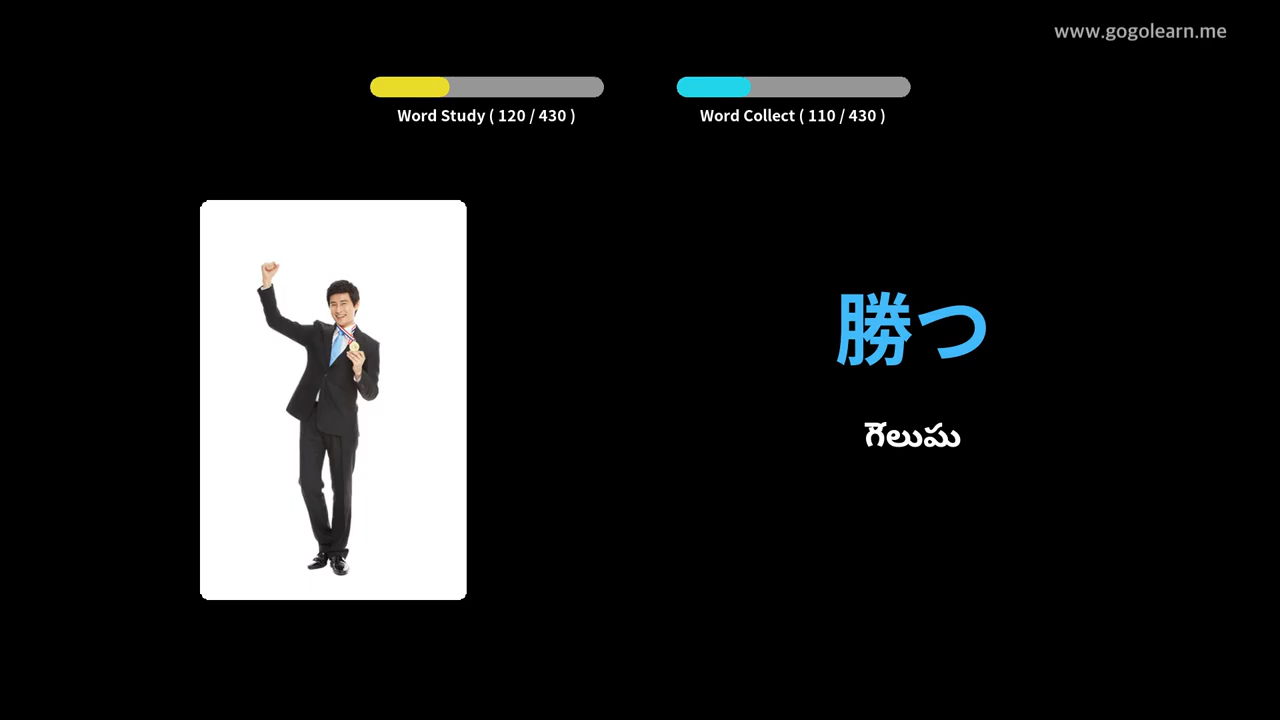 www.gogolearn.me
Word Study ( 120 / 430 )
Word Collect ( 110 / 430 )
勝つ
గెలుపు